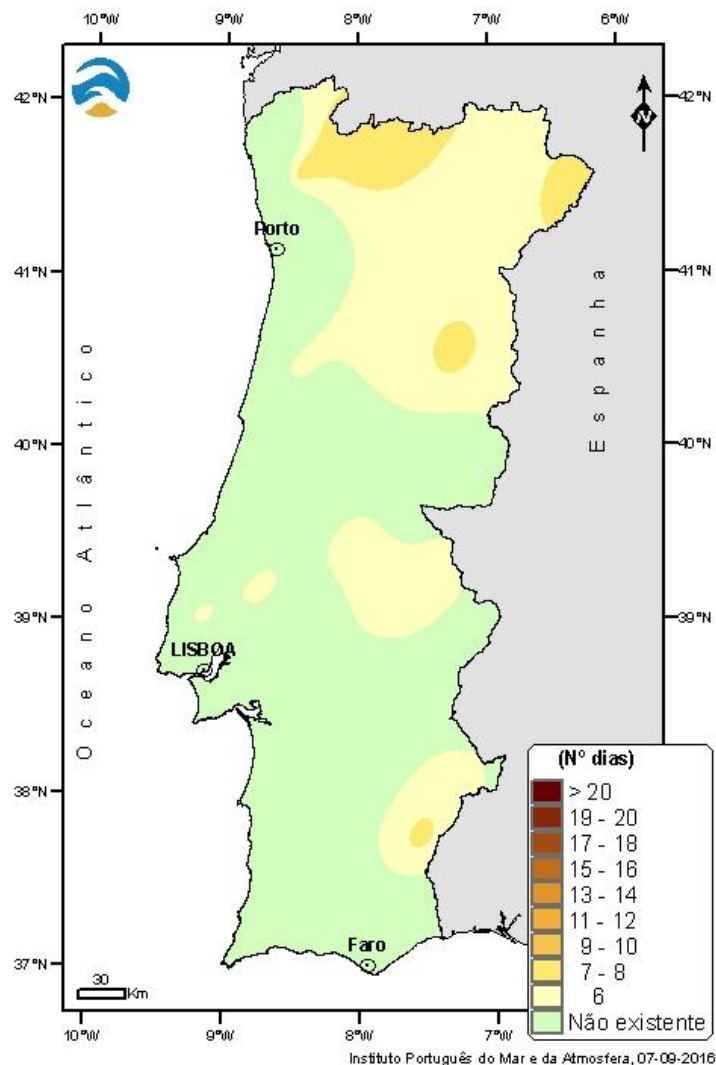 10°W 9°W 8°W 7°W 6°W
42°N 42°N
N
Porto
41°N 41°N
Espanha
Oceano Atlântico
40°N 40°N
39°N 39°N
LISBOA
38°N
(Nº dias)
> 20
19 - 20
17 - 18
15 - 16
13 - 14
11 - 12
9 - 10
7 - 8
6
Não existente
Faro
37°N
30
Km
10°W 9°W 8°W 7°W
Instituto Português do Mar e da Atmosfera, 07-09-2016